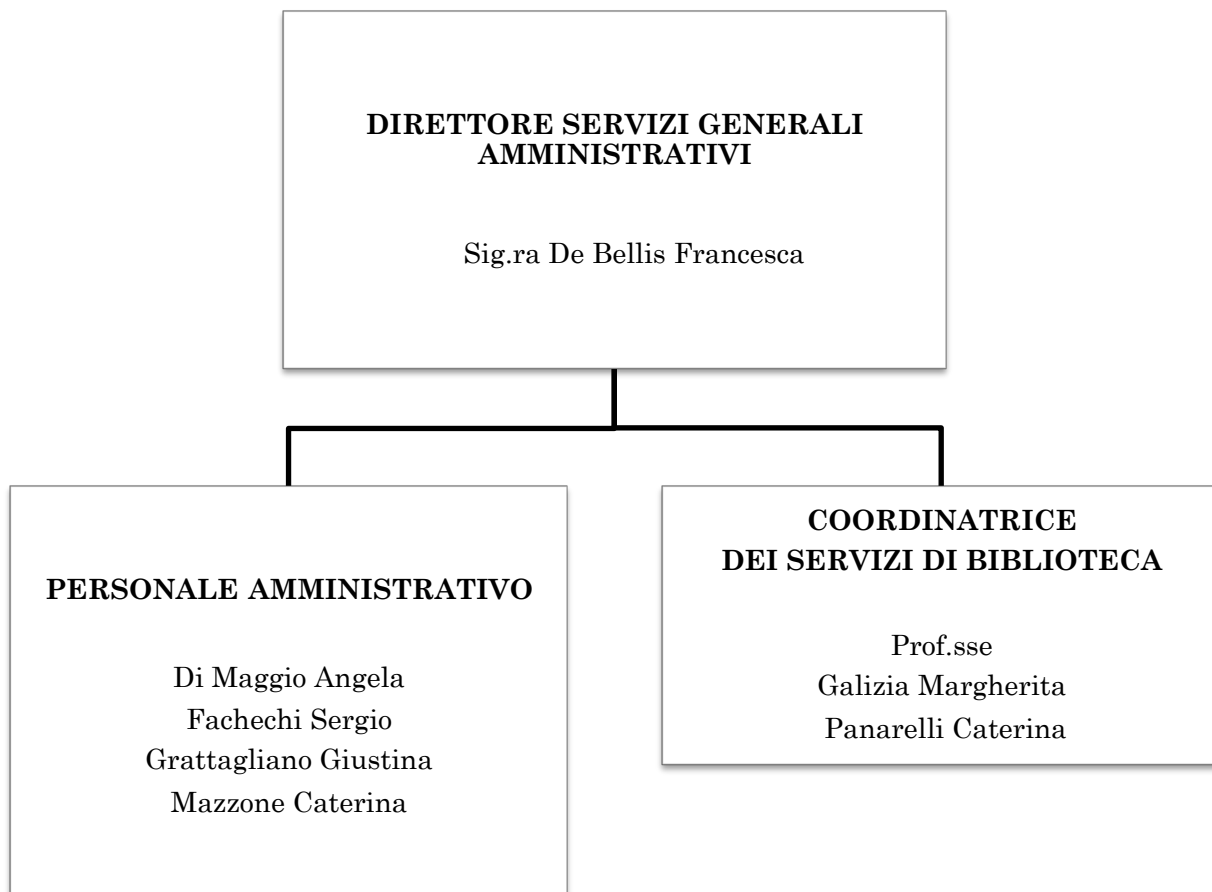 DIRETTORE SERVIZI GENERALI
AMMINISTRATIVI
Sig.ra De Bellis Francesca
PERSONALE AMMINISTRATIVO
Di Maggio Angela
Fachechi Sergio
Grattagliano Giustina
Mazzone Caterina
COORDINATRICE
DEI SERVIZI DI BIBLIOTECA
Prof.sse
Galizia Margherita
Panarelli Caterina